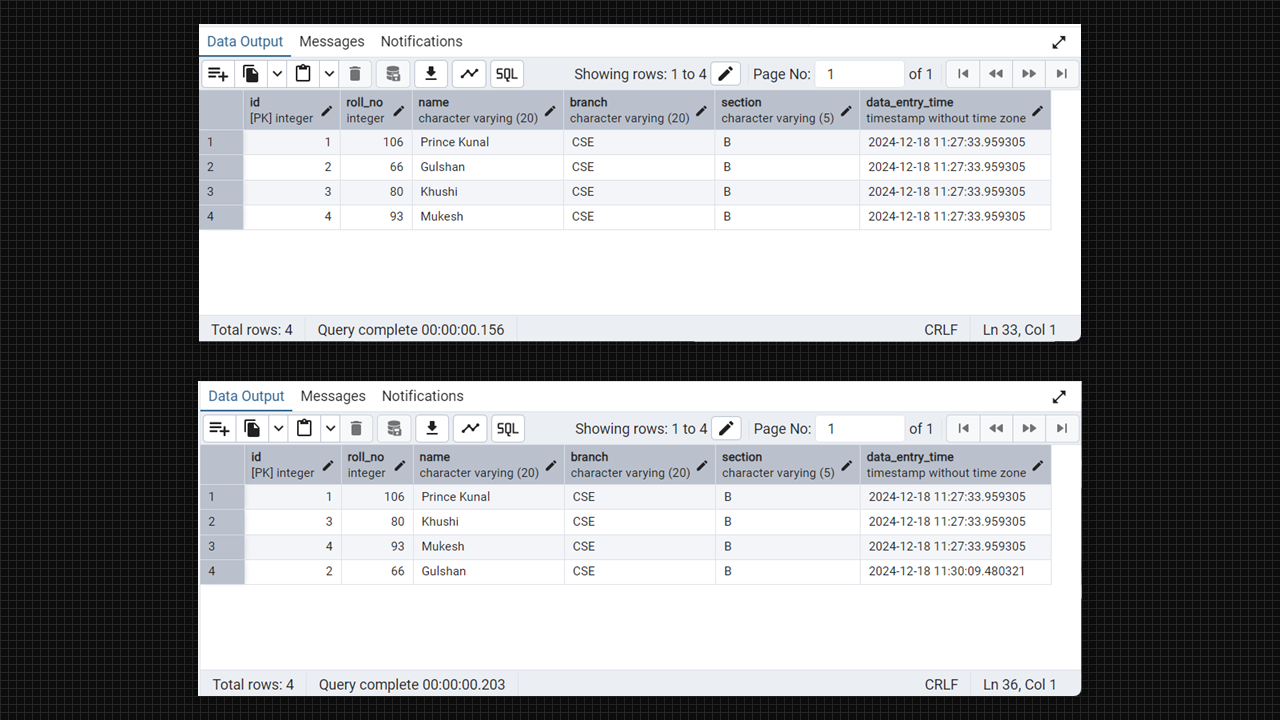 Data Output Messages Notifications
SQL Showing rows: 1 to 4 Page No: 1 of 1
id roll_no name branch section data_entry_time
[PK] integer integer character varying (20) character varying (20) character varying (5) timestamp without time zone
1 1 106 Prince Kunal CSE B 2024-12-18 11:27:33.959305
2 2 66 Gulshan CSE B 2024-12-18 11:27:33.959305
3 3 80 Khushi CSE B 2024-12-18 11:27:33.959305
4 4 93 Mukesh CSE B 2024-12-18 11:27:33.959305
Total rows: 4 Query complete 00:00:00.156 CRLF Ln 33, Col 1
Data Output Messages Notifications
SQL Showing rows: 1 to 4 Page No: 1 of 1
id roll_no name branch section data_entry_time
[PK] integer integer character varying (20) character varying (20) character varying (5) timestamp without time zone
1 1 106 Prince Kunal CSE B 2024-12-18 11:27:33.959305
2 3 80 Khushi CSE B 2024-12-18 11:27:33.959305
3 4 93 Mukesh CSE B 2024-12-18 11:27:33.959305
4 2 66 Gulshan CSE B 2024-12-18 11:30:09.480321
Total rows: 4 Query complete 00:00:00.203 CRLF Ln 36, Col 1